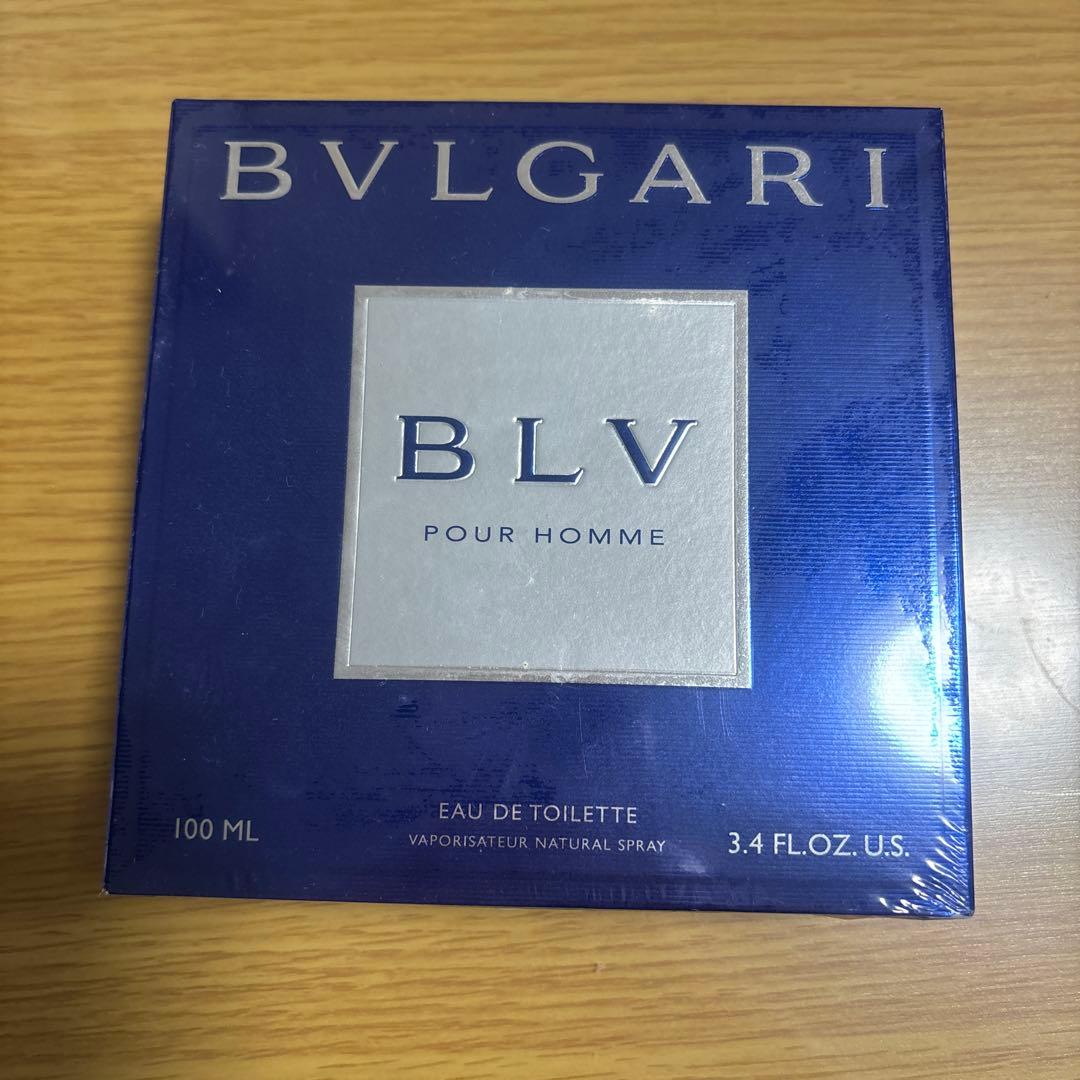 BVLGARI
BLV
POUR HOMME
EAU DE TOILETTE
VAPORISATEUR NATURAL SPRAY
100 ML
3.4 FL.OZ. U.S.